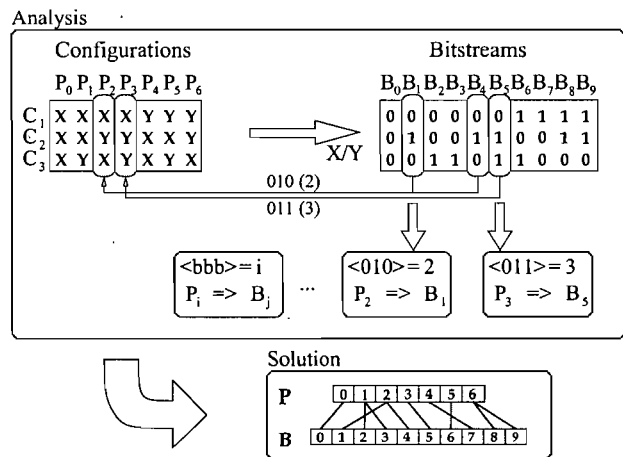 Analysis
Configurations
Bitstreams
P0 P1 P2 P3 P4 P5 P6
B0 B1 B2 B3 B4 B5 B6 B7 B8 B9
C1 X X X X Y Y Y
0 0 0 0 0 0 1 1 1 1
C2 X X Y Y X X Y
0 1 0 0 1 1 0 0 1 1
C3 X Y X Y X Y X
0 0 1 1 0 1 1 0 0 0
X/Y
010 (2)
011 (3)
<bbb>= i
Pi => Bj
...
<010>= 2
P2 => B1
<011>= 3
P3 => B5
Solution
P 0 1 2 3 4 5 6
B 0 1 2 3 4 5 6 7 8 9